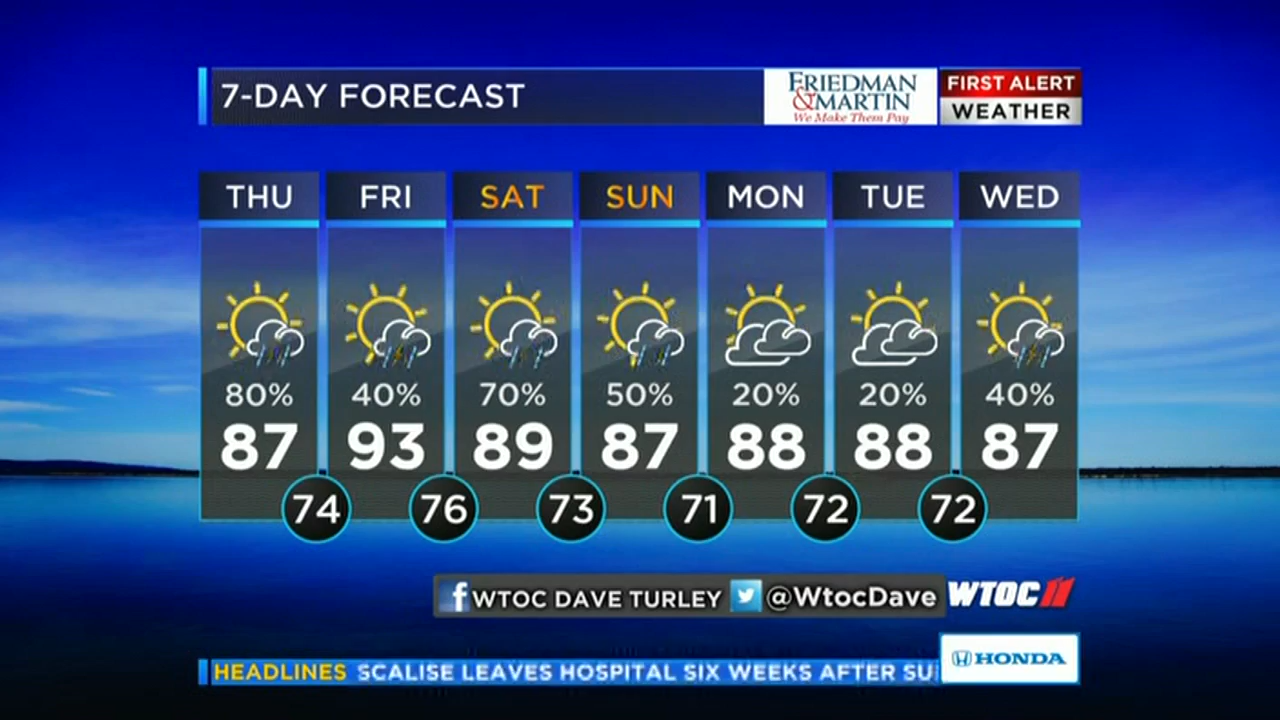 7-DAY FORECAST
FRIEDMAN
&MARTIN
We Make Them Pay
FIRST ALERT
WEATHER
THU FRI SAT SUN MON TUE WED
80% 40% 70% 50% 20% 20% 40%
87 93 89 87 88 88 87
74 76 73 71 72 72
f WTOC DAVE TURLEY @WtocDave WTOC 11
HEADLINES SCALISE LEAVES HOSPITAL SIX WEEKS AFTER SU
HONDA